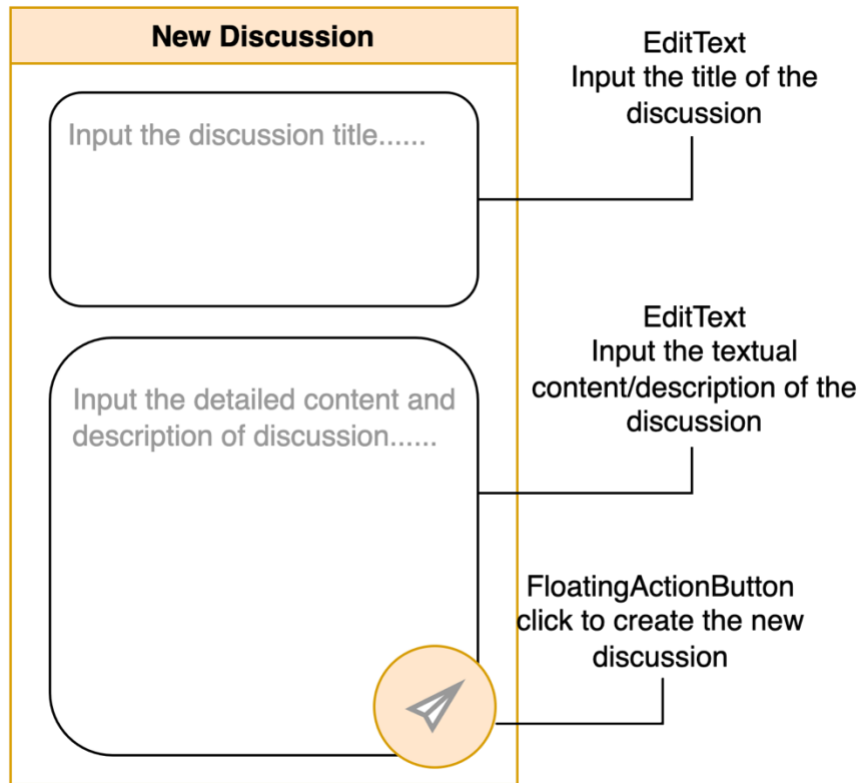 New Discussion
Input the discussion title......
Input the detailed content and
description of discussion......
EditText
Input the title of the
discussion
EditText
Input the textual
content/description of the
discussion
FloatingActionButton
click to create the new
discussion